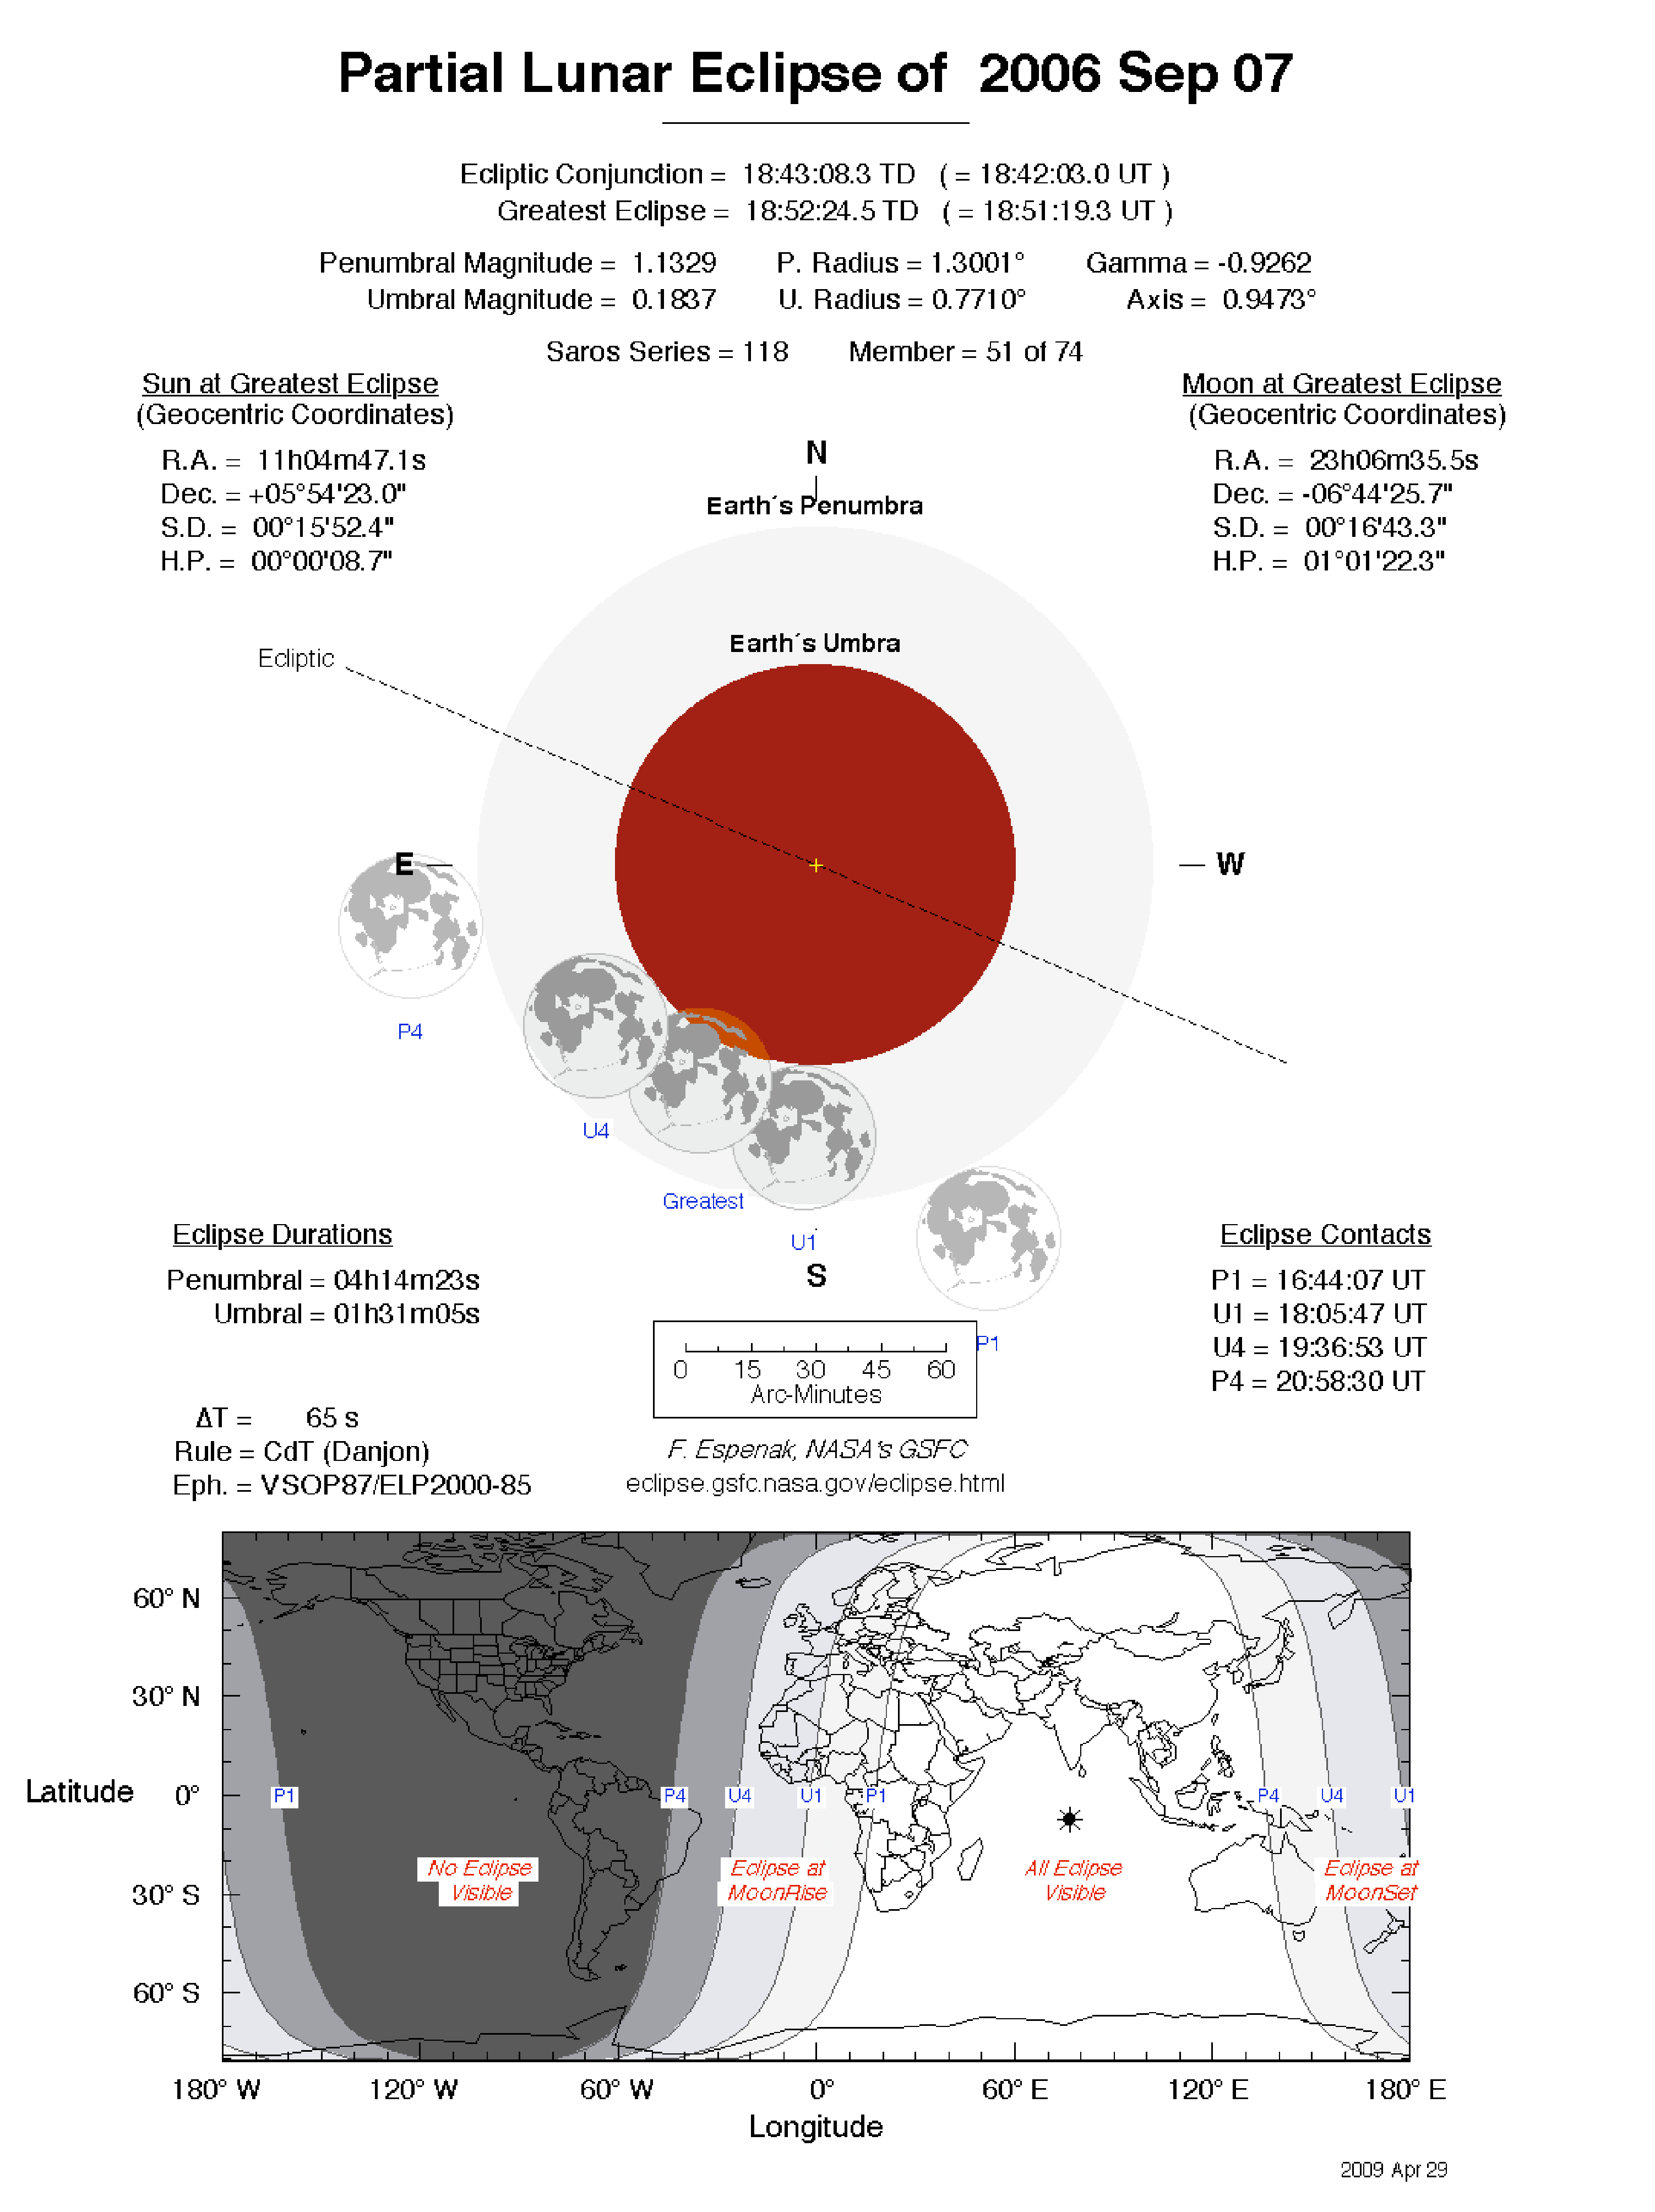 Partial Lunar Eclipse of 2006 Sep 07
Ecliptic Conjunction = 18:43:08.3 TD ( = 18:42:03.0 UT )
Greatest Eclipse = 18:52:24.5 TD ( = 18:51:19.3 UT )
Penumbral Magnitude = 1.1329 P. Radius = 1.3001° Gamma = -0.9262
Umbral Magnitude = 0.1837 U. Radius = 0.7710° Axis = 0.9473°
Saros Series = 118 Member = 51 of 74
Sun at Greatest Eclipse
(Geocentric Coordinates)
R.A. = 11h04m47.1s
Dec. = +05°54'23.0"
S.D. = 00°15'52.4"
H.P. = 00°00'08.7"
Moon at Greatest Eclipse
(Geocentric Coordinates)
R.A. = 23h06m35.5s
Dec. = -06°44'25.7"
S.D. = 00°16'43.3"
H.P. = 01°01'22.3"
N
Earth´s Penumbra
Earth´s Umbra
Ecliptic
E
W
P4
U4
Greatest
U1
S
P1
Eclipse Durations
Penumbral = 04h14m23s
Umbral = 01h31m05s
Eclipse Contacts
P1 = 16:44:07 UT
U1 = 18:05:47 UT
U4 = 19:36:53 UT
P4 = 20:58:30 UT
0 15 30 45 60
Arc-Minutes
ΔT = 65 s
Rule = CdT (Danjon)
Eph. = VSOP87/ELP2000-85
F. Espenak, NASA's GSFC
eclipse.gsfc.nasa.gov/eclipse.html
60° N
30° N
Latitude 0°
30° S
60° S
P1 P4 U4 U1 P1 P4 U4 U1
No Eclipse
Visible
Eclipse at
MoonRise
All Eclipse
Visible
Eclipse at
MoonSet
180° W 120° W 60° W 0° 60° E 120° E 180° E
Longitude
2009 Apr 29